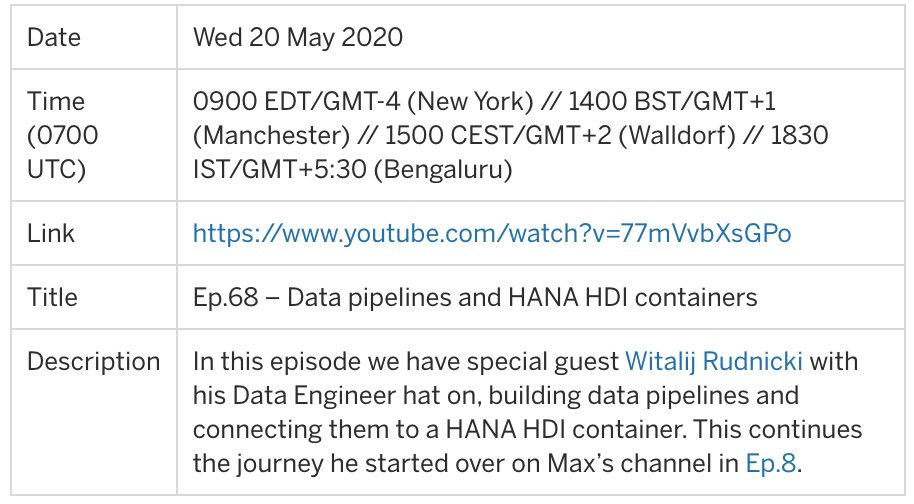 Date
Wed 20 May 2020
Time
(0700
UTC)
0900 EDT/GMT-4 (New York) // 1400 BST/GMT+1
(Manchester) // 1500 CEST/GMT+2 (Walldorf) // 1830
IST/GMT+5:30 (Bengaluru)
Link
https://www.youtube.com/watch?v=77mVvbXsGPo
Title
Ep.68 – Data pipelines and HANA HDI containers
Description
In this episode we have special guest Witalij Rudnicki with
his Data Engineer hat on, building data pipelines and
connecting them to a HANA HDI container. This continues
the journey he started over on Max’s channel in Ep.8.